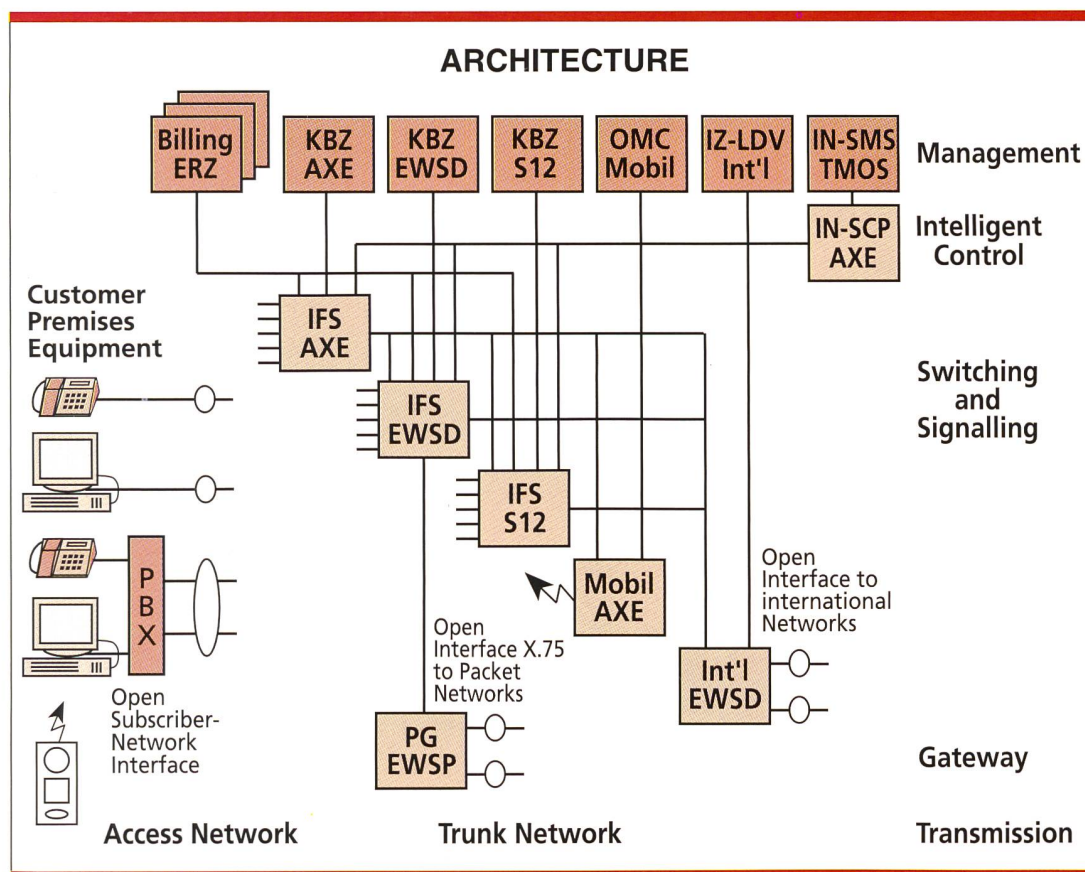 ARCHITECTURE
Billing
ERZ
KBZ
AXE
KBZ
EWSD
KBZ
S12
OMC
Mobil
IZ-LDV
Int'l
IN-SMS
TMOS
Management
IN-SCP
AXE
Intelligent
Control
Customer
Premises
Equipment
IFS
AXE
IFS
EWSD
Switching
and
Signalling
IFS
S12
PBX
Mobil
AXE
Open
Interface to
international
Networks
Open
Interface X.75
to Packet
Networks
Int'l
EWSD
Open
Subscriber-
Network
Interface
PG
EWSP
Gateway
Access Network
Trunk Network
Transmission